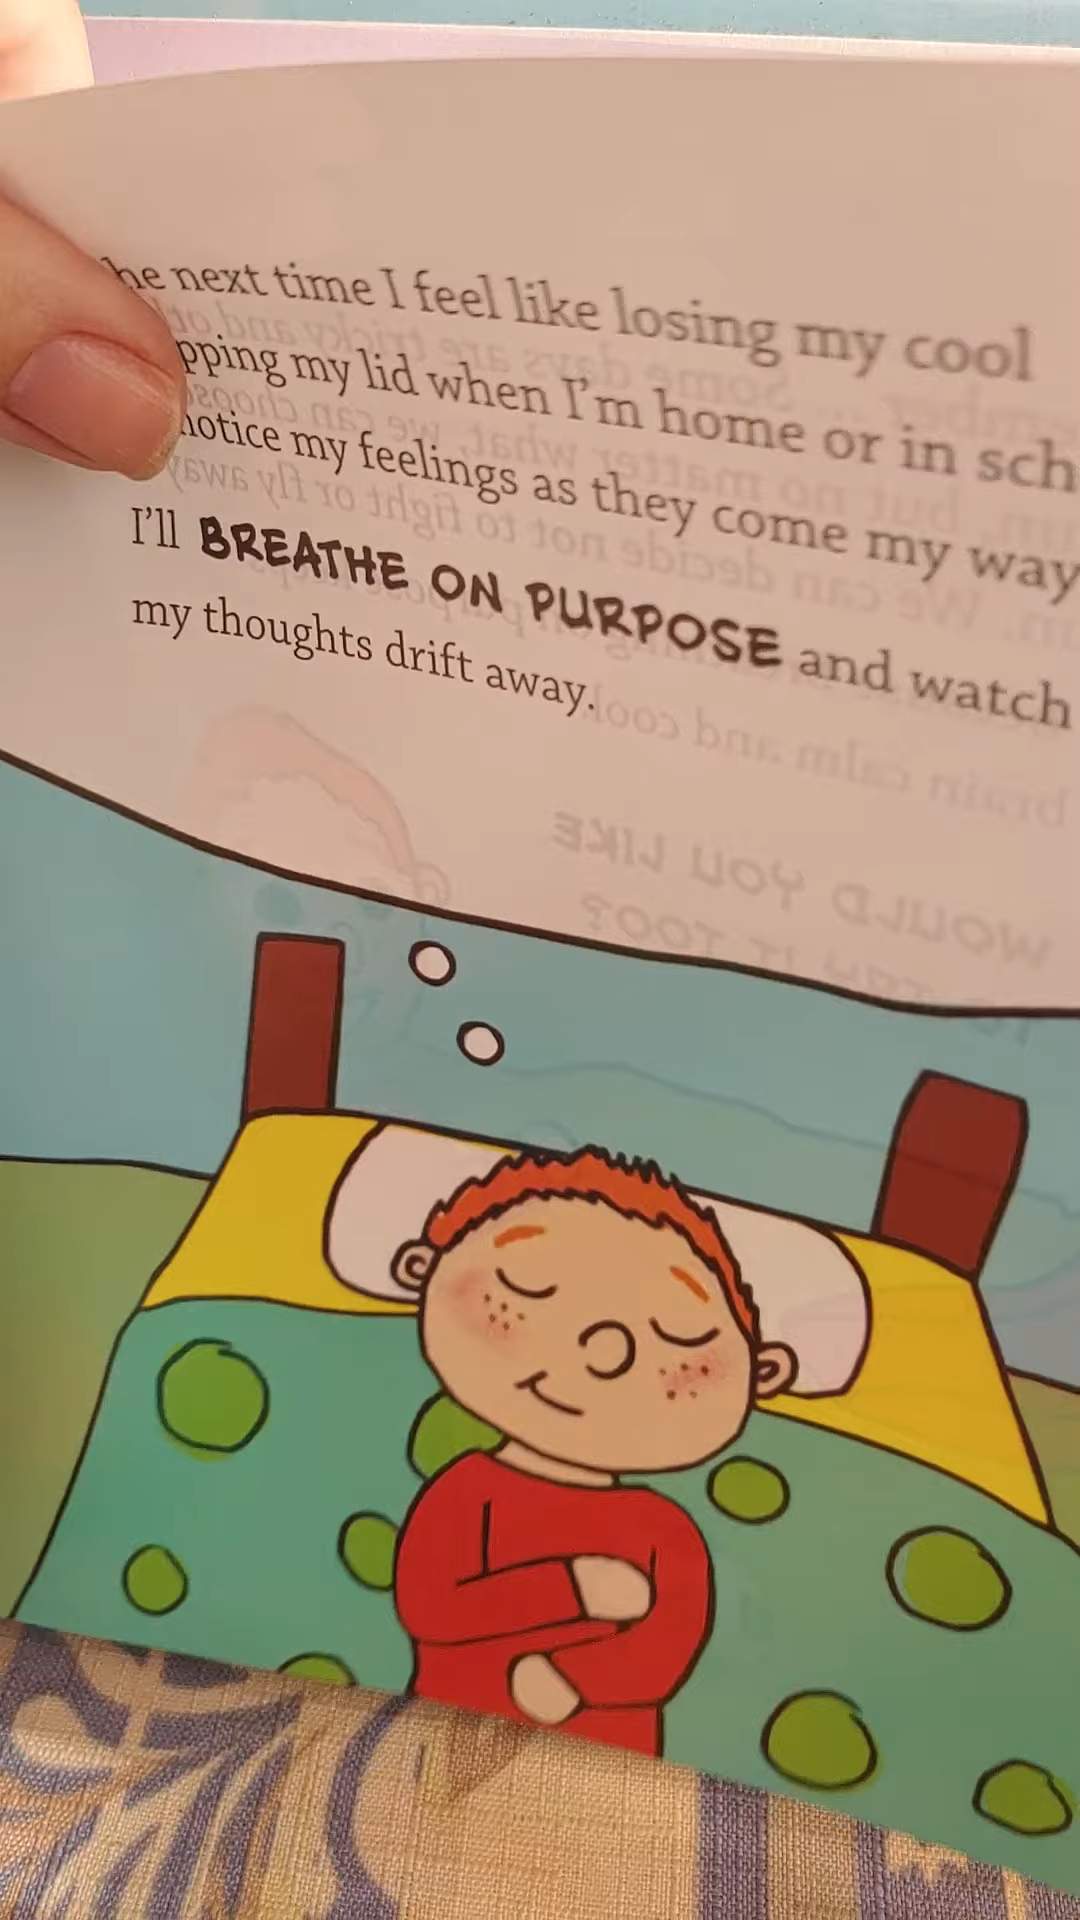 he next time I feel like losing my cool
pping my lid when I'm home or in sch
notice my feelings as they come my way
I'll BREATHE ON PURPOSE and watch
my thoughts drift away.